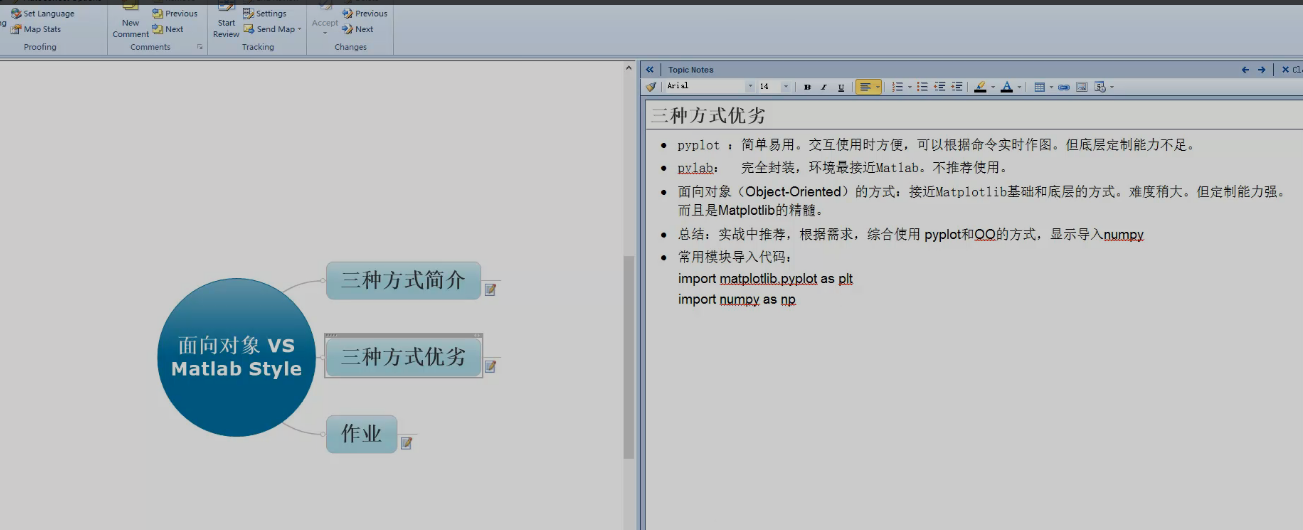 Set Language
Map Stats
Proofing
New
Comment
Previous
Next
Comments
Start
Review
Settings
Send Map
Tracking
Accept
Previous
Next
Changes
面向对象 VS
Matlab Style
三种方式简介
三种方式优劣
作业
Topic Notes
Arial
14
B I U
A
三种方式优劣
• pyplot ：简单易用。交互使用时方便，可以根据命令实时作图。但底层定制能力不足。
• pylab： 完全封装，环境最接近Matlab。不推荐使用。
• 面向对象（Object-Oriented）的方式：接近Matplotlib基础和底层的方式。难度稍大。但定制能力强。
而且是Matplotlib的精髓。
• 总结：实战中推荐，根据需求，综合使用 pyplot和OO的方式，显示导入numpy
• 常用模块导入代码：
import matplotlib.pyplot as plt
import numpy as np